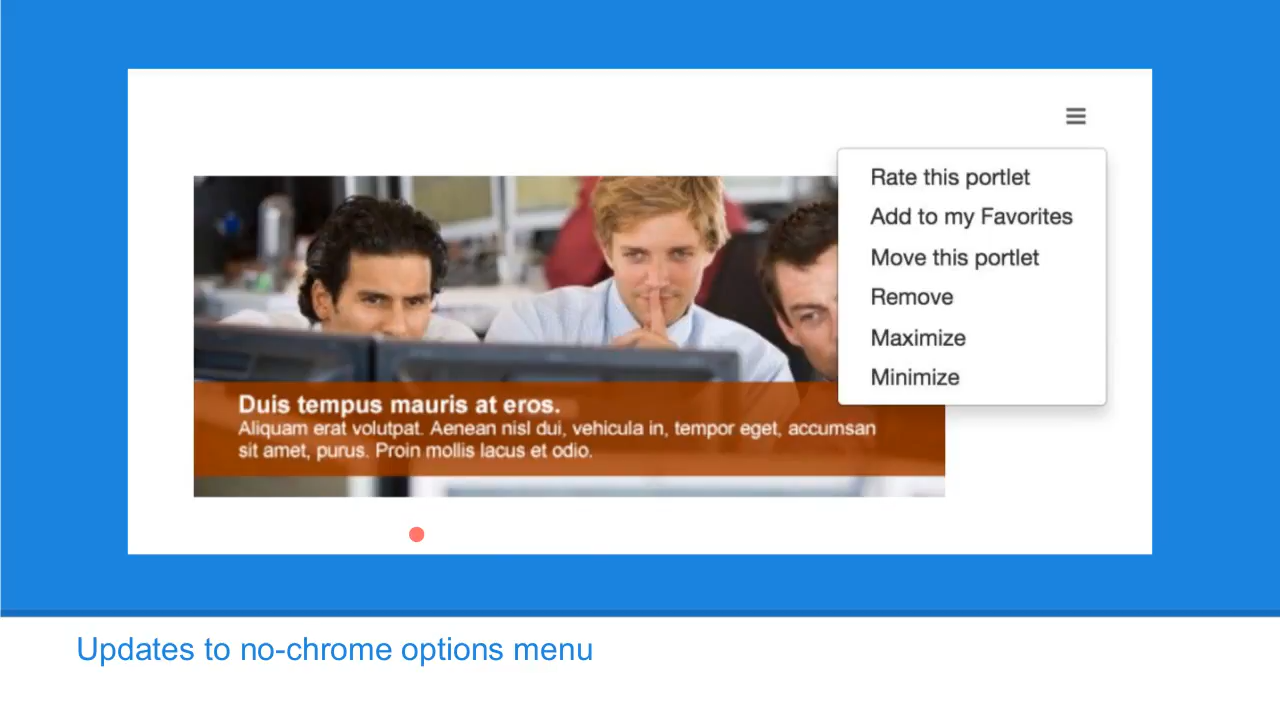 Rate this portlet
Add to my Favorites
Move this portlet
Remove
Maximize
Minimize
Duis tempus mauris at eros.
Aliquam erat volutpat. Aenean nisl dui, vehicula in, tempor eget, accumsan
sit amet, purus. Proin mollis lacus et odio.
Updates to no-chrome options menu